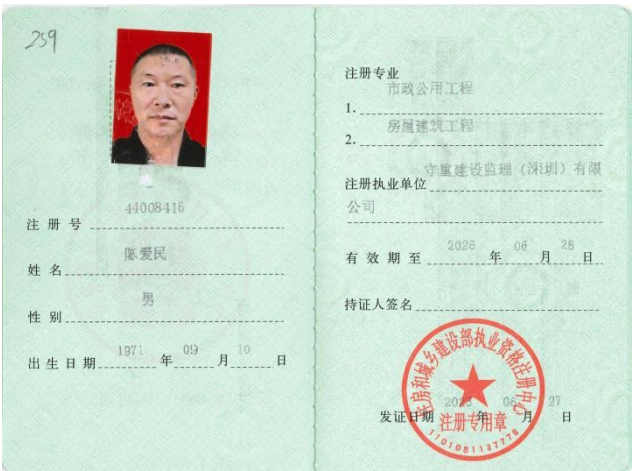 259
注册号 44008416
姓名 陈爱民
性别 男
出生日期 1971 年 09 月 10 日
注册专业
1. 市政公用工程
2. 房屋建筑工程
注册执业单位 守重建设监理（深圳）有限
公司
有效期至 2026 年 06 月 26 日
持证人签名
住房和城乡建设部执业资格注册中心
发证日期 2023 年 06 月 27 日
注册专用章
1101081137778